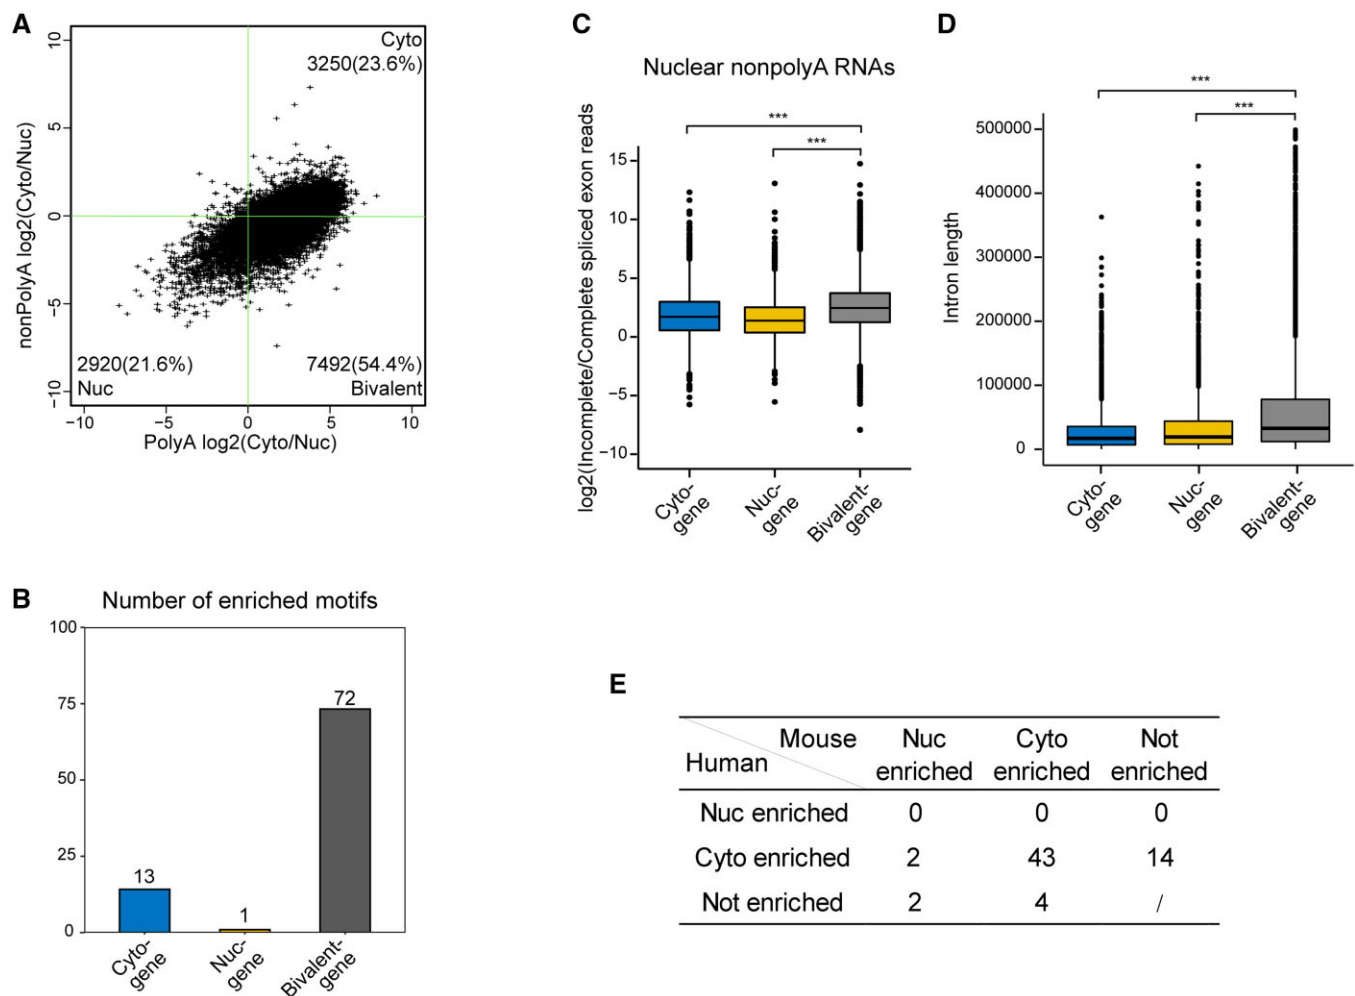 A
Cyto
3250(23.6%)
10
5
0
−5
−10
nonPolyA log2(Cyto/Nuc)
2920(21.6%)
Nuc
7492(54.4%)
Bivalent
−10
−5
0
5
10
PolyA log2(Cyto/Nuc)
B
Number of enriched motifs
100
75
50
25
0
13
1
72
Cyto-
gene
Nuc-
gene
Bivalent-
gene
C
Nuclear nonpolyA RNAs
***
***
log2(Incomplete/Complete spliced exon reads
15
10
5
0
−5
−10
Cyto-
gene
Nuc-
gene
Bivalent-
gene
D
***
***
Intron length
500000
400000
300000
200000
100000
0
Cyto-
gene
Nuc-
gene
Bivalent-
gene
E
Mouse
Human
Nuc
enriched
Cyto
enriched
Not
enriched
Nuc enriched 0 0 0
Cyto enriched 2 43 14
Not enriched 2 4 /